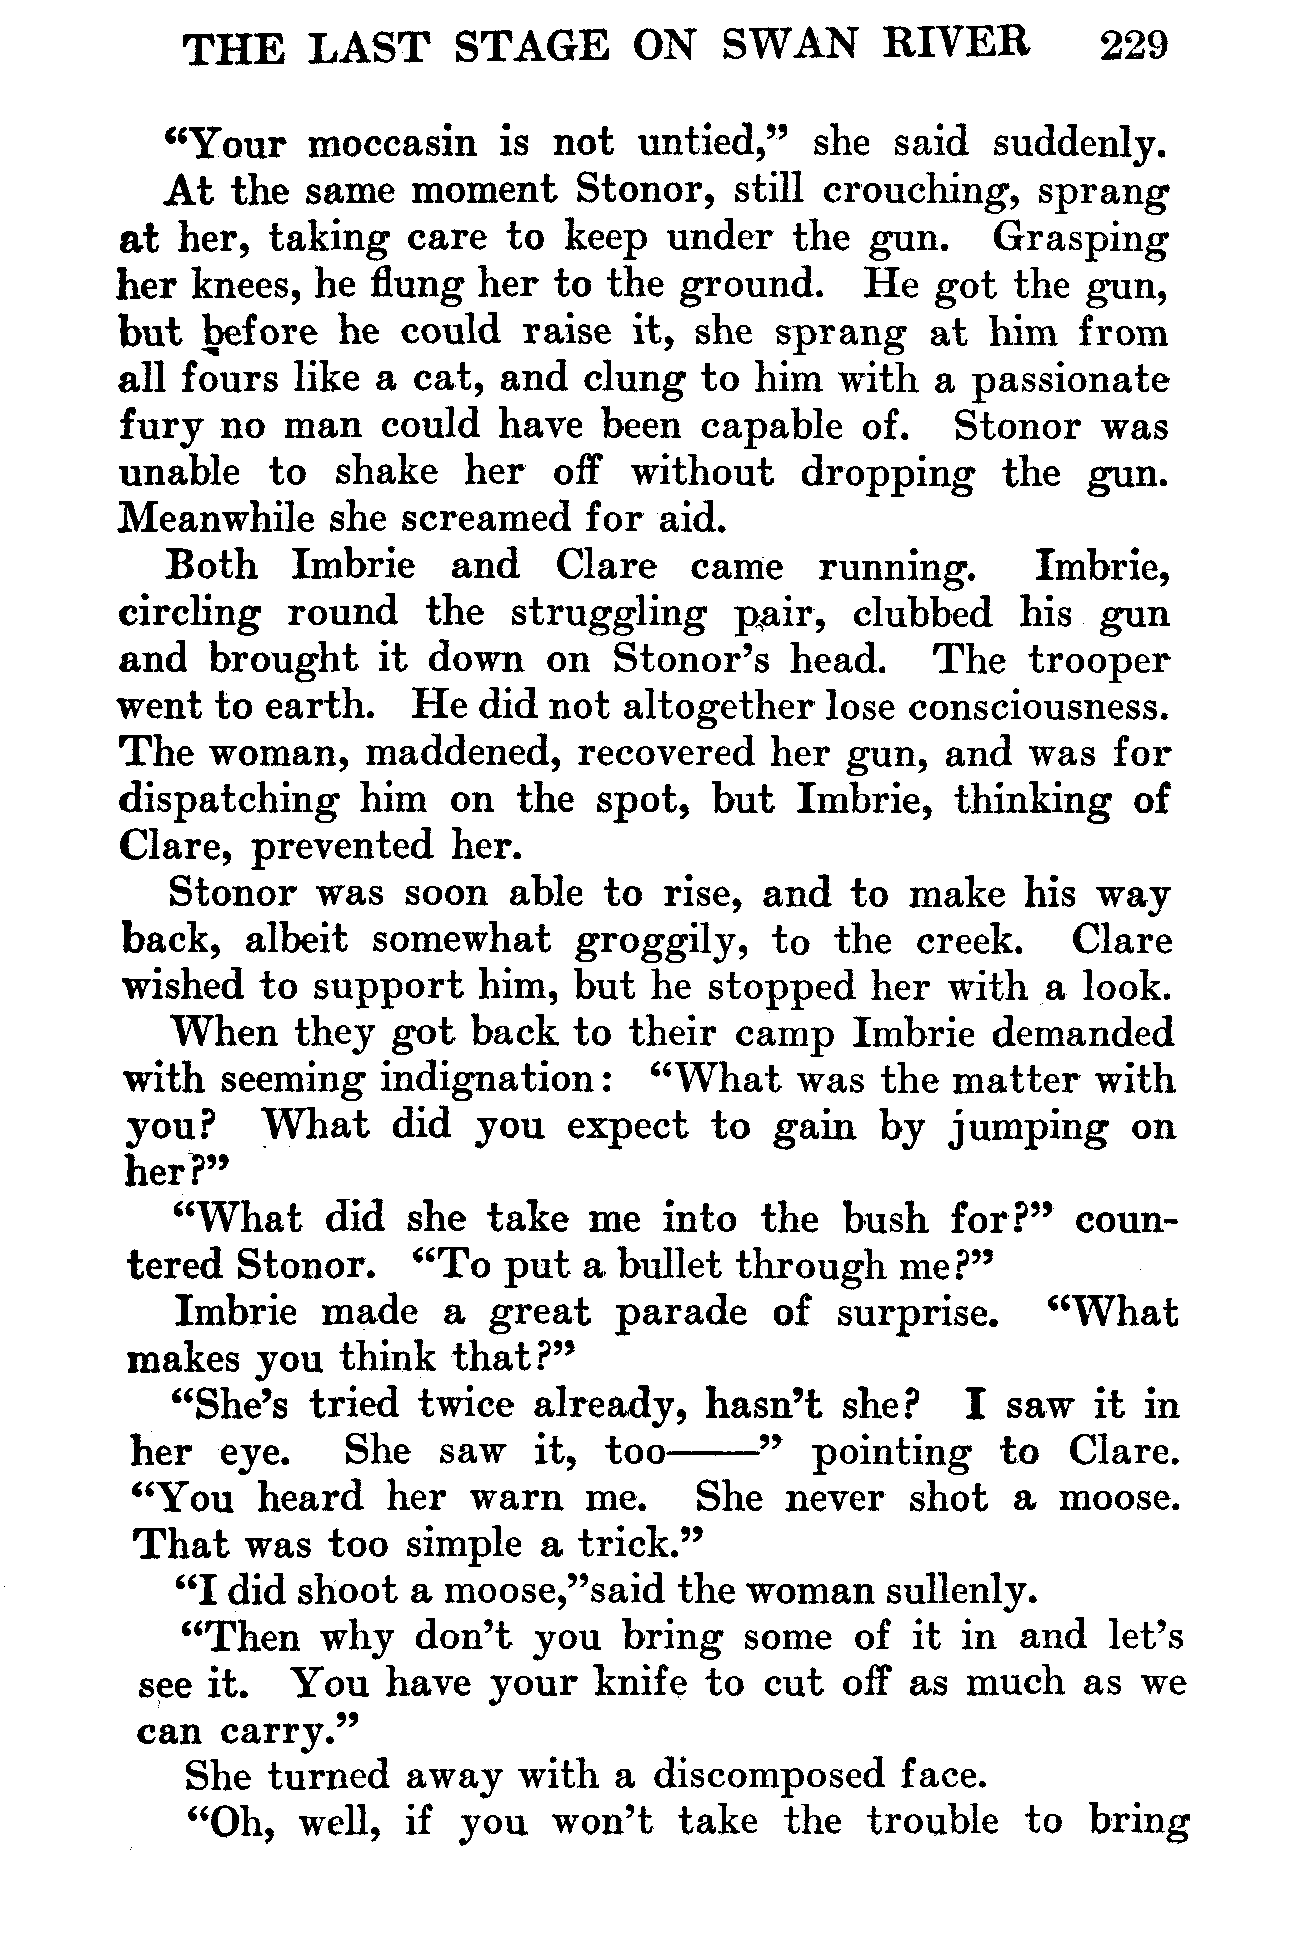 THE LAST STAGE ON SWAN RIVER 229
“Your moccasin is not untied,” she said suddenly.
At the same moment Stonor, still crouching, sprang
at her, taking care to keep under the gun. Grasping
her knees, he flung her to the ground. He got the gun,
but before he could raise it, she sprang at him from
all fours like a cat, and clung to him with a passionate
fury no man could have been capable of. Stonor was
unable to shake her off without dropping the gun.
Meanwhile she screamed for aid.
Both Imbrie and Clare came running. Imbrie,
circling round the struggling pair, clubbed his gun
and brought it down on Stonor’s head. The trooper
went to earth. He did not altogether lose consciousness.
The woman, maddened, recovered her gun, and was for
dispatching him on the spot, but Imbrie, thinking of
Clare, prevented her.
Stonor was soon able to rise, and to make his way
back, albeit somewhat groggily, to the creek. Clare
wished to support him, but he stopped her with a look.
When they got back to their camp Imbrie demanded
with seeming indignation: “What was the matter with
you? What did you expect to gain by jumping on
her?”
“What did she take me into the bush for?” coun-
tered Stonor. “To put a bullet through me?”
Imbrie made a great parade of surprise. “What
makes you think that?”
“She’s tried twice already, hasn’t she? I saw it in
her eye. She saw it, too——” pointing to Clare.
“You heard her warn me. She never shot a moose.
That was too simple a trick.”
“I did shoot a moose,”said the woman sullenly.
“Then why don’t you bring some of it in and let’s
see it. You have your knife to cut off as much as we
can carry.”
She turned away with a discomposed face.
“Oh, well, if you won’t take the trouble to bring